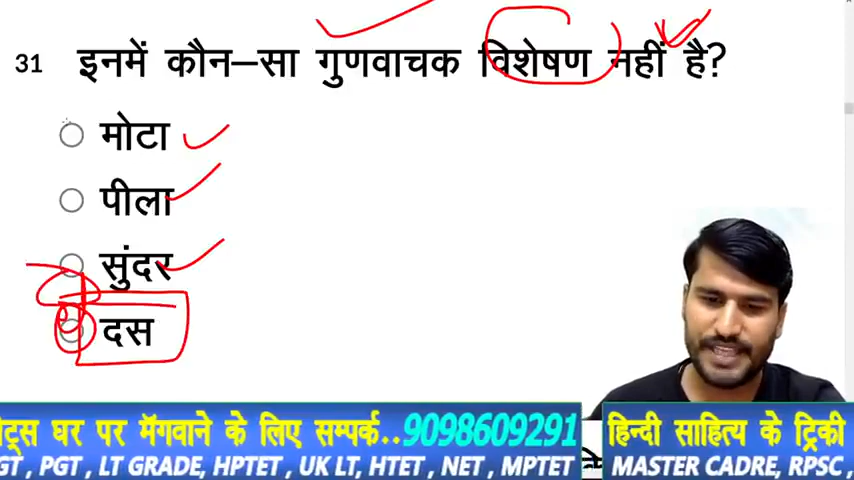 31 इनमें कौन–सा गुणवाचक विशेषण नहीं है?
मोटा
पीला
सुंदर
दस
घर पर मॅगवाने के लिए सम्पर्क..9098609291
हिन्दी साहित्य के ट्रिकी
GT , PGT , LT GRADE, HPTET , UK LT, HTET , NET , MPTET
MASTER CADRE, RPSC ,